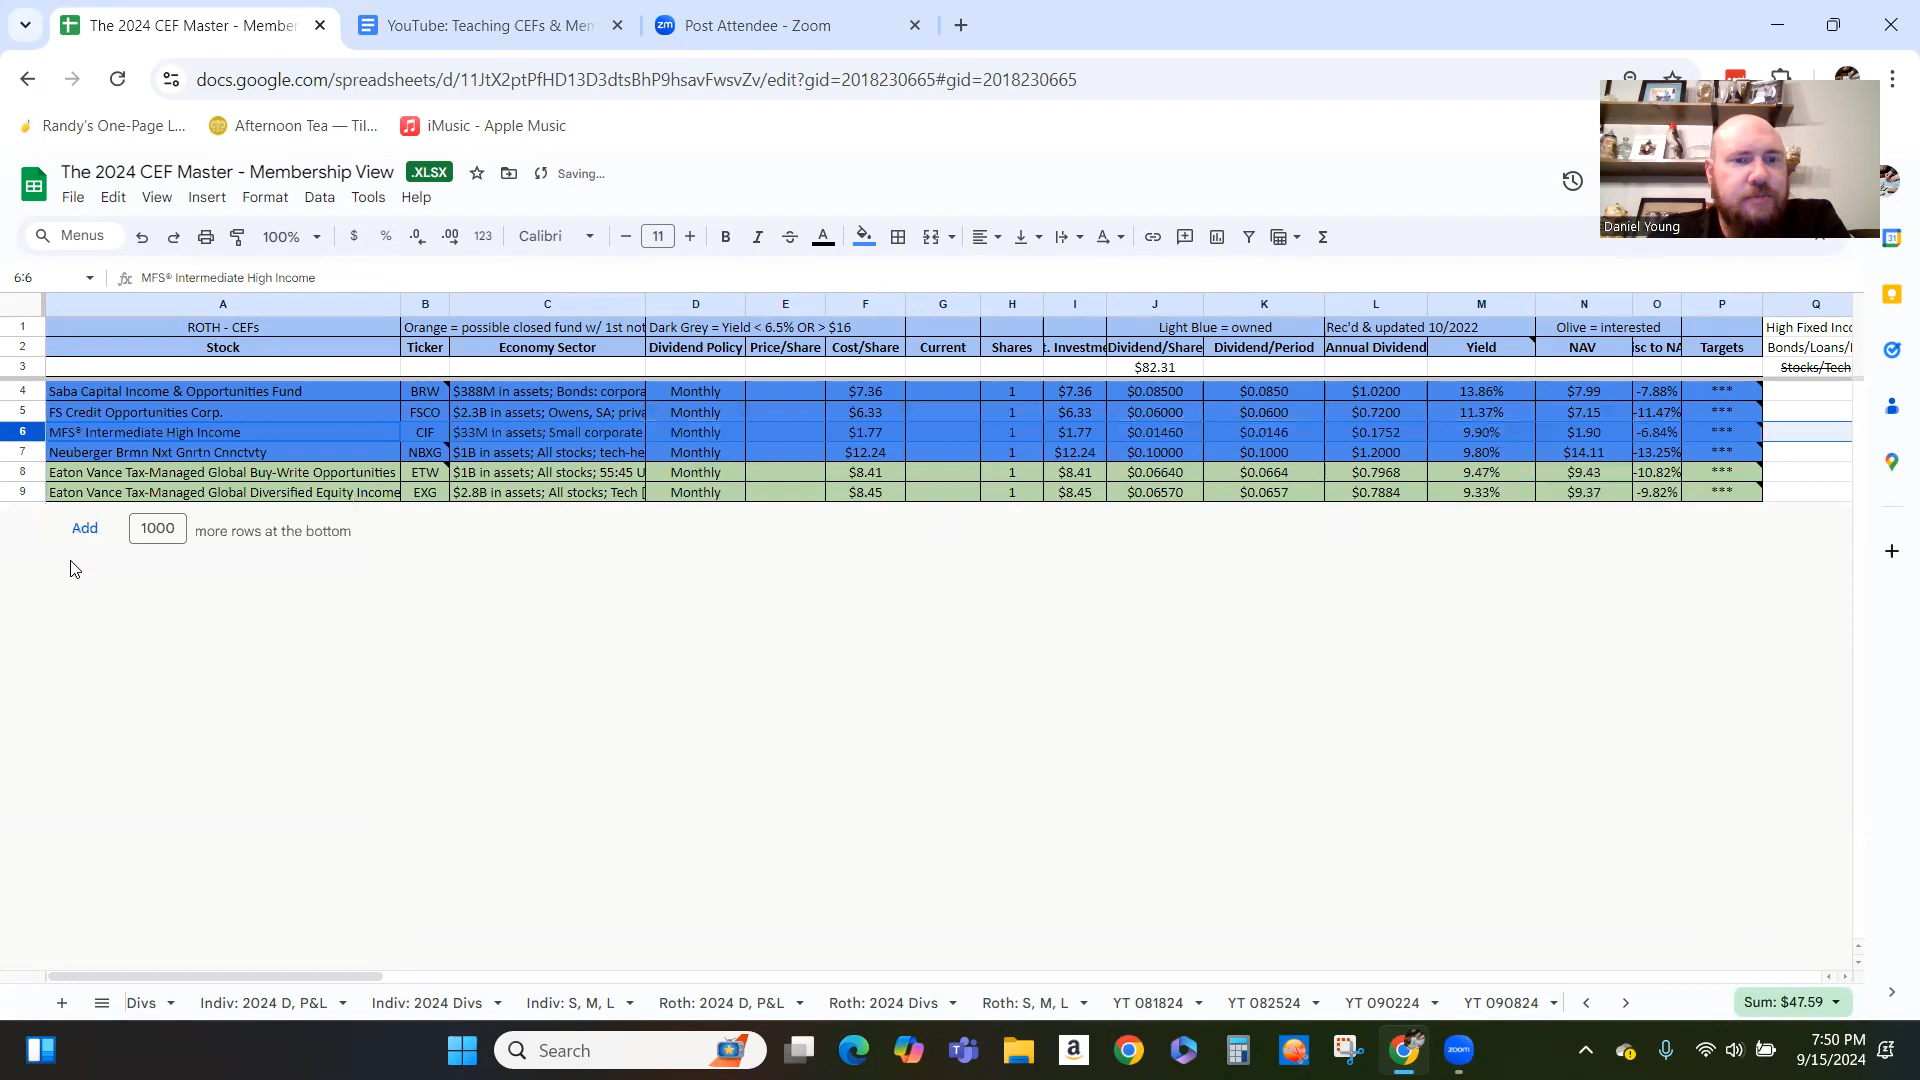 The 2024 CEF Master - Member
YouTube: Teaching CEFs & Mem
zm
Post Attendee - Zoom
docs.google.com/spreadsheets/d/11JtX2ptPfHD13D3dtsBhP9hsavFwsvZv/edit?gid=2018230665#gid=2018230665
Randy's One-Page L...
Afternoon Tea — Til...
iMusic - Apple Music
The 2024 CEF Master - Membership View
.XLSX
Saving...
File Edit View Insert Format Data Tools Help
Menus
100%
$ % .0 .00 123
Calibri
11
B I A
Daniel Young
31
6:6
fx MFS® Intermediate High Income
A B C D E F G H I J K L M N O P Q
1 ROTH - CEFs Orange = possible closed fund w/ 1st not Dark Grey = Yield < 6.5% OR > $16 Light Blue = owned Rec'd & updated 10/2022 Olive = interested High Fixed Inc
2 Stock Ticker Economy Sector Dividend Policy Price/Share Cost/Share Current Shares t. Investme Dividend/Share Dividend/Period Annual Dividend Yield NAV isc to NA Targets Bonds/Loans/
3 $82.31 Stocks/Tech
4 Saba Capital Income & Opportunities Fund BRW $388M in assets; Bonds: corpora Monthly $7.36 1 $7.36 $0.08500 $0.0850 $1.0200 13.86% $7.99 -7.88% ***
5 FS Credit Opportunities Corp. FSCO $2.3B in assets; Owens, SA; priva Monthly $6.33 1 $6.33 $0.06000 $0.0600 $0.7200 11.37% $7.15 -11.47% ***
6 MFS® Intermediate High Income CIF $33M in assets; Small corporate Monthly $1.77 1 $1.77 $0.01460 $0.0146 $0.1752 9.90% $1.90 -6.84% ***
7 Neuberger Brmn Nxt Gnrtn Cnnctvty NBXG $1B in assets; All stocks; tech-he Monthly $12.24 1 $12.24 $0.10000 $0.1000 $1.2000 9.80% $14.11 -13.25% ***
8 Eaton Vance Tax-Managed Global Buy-Write Opportunities ETW $1B in assets; All stocks; 55:45 U Monthly $8.41 1 $8.41 $0.06640 $0.0664 $0.7968 9.47% $9.43 -10.82% ***
9 Eaton Vance Tax-Managed Global Diversified Equity Income EXG $2.8B in assets; All stocks; Tech [ Monthly $8.45 1 $8.45 $0.06570 $0.0657 $0.7884 9.33% $9.37 -9.82% ***
Add 1000 more rows at the bottom
Divs
Indiv: 2024 D, P&L
Indiv: 2024 Divs
Indiv: S, M, L
Roth: 2024 D, P&L
Roth: 2024 Divs
Roth: S, M, L
YT 081824
YT 082524
YT 090224
YT 090824
Sum: $47.59
Search
zoom
7:50 PM
9/15/2024